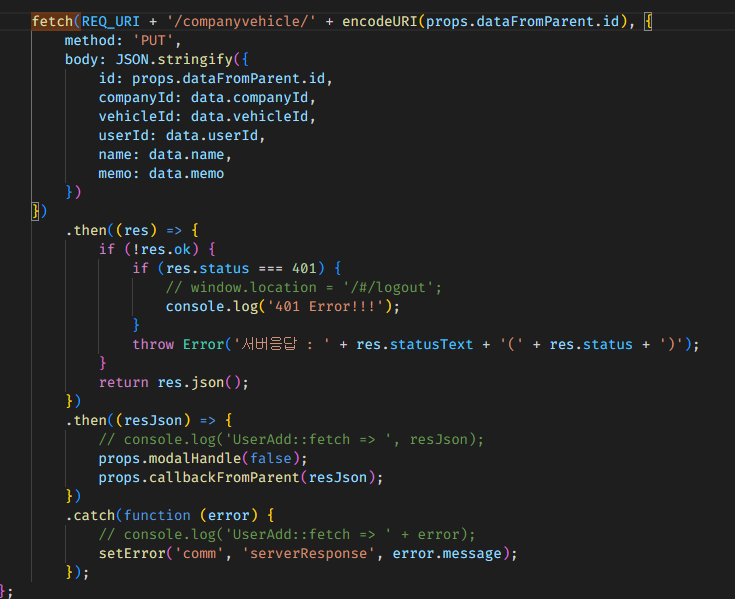 fetch(REQ_URI + '/companyvehicle/' + encodeURI(props.dataFromParent.id), {
method: 'PUT',
body: JSON.stringify({
id: props.dataFromParent.id,
companyId: data.companyId,
vehicleId: data.vehicleId,
userId: data.userId,
name: data.name,
memo: data.memo
})
})
.then((res) => {
if (!res.ok) {
if (res.status === 401) {
// window.location = '/#/logout';
console.log('401 Error!!!');
}
throw Error('서버응답 : ' + res.statusText + '(' + res.status + ')');
}
return res.json();
})
.then((resJson) => {
// console.log('UserAdd::fetch => ', resJson);
props.modalHandle(false);
props.callbackFromParent(resJson);
})
.catch(function (error) {
// console.log('UserAdd::fetch => ' + error);
setError('comm', 'serverResponse', error.message);
});
};